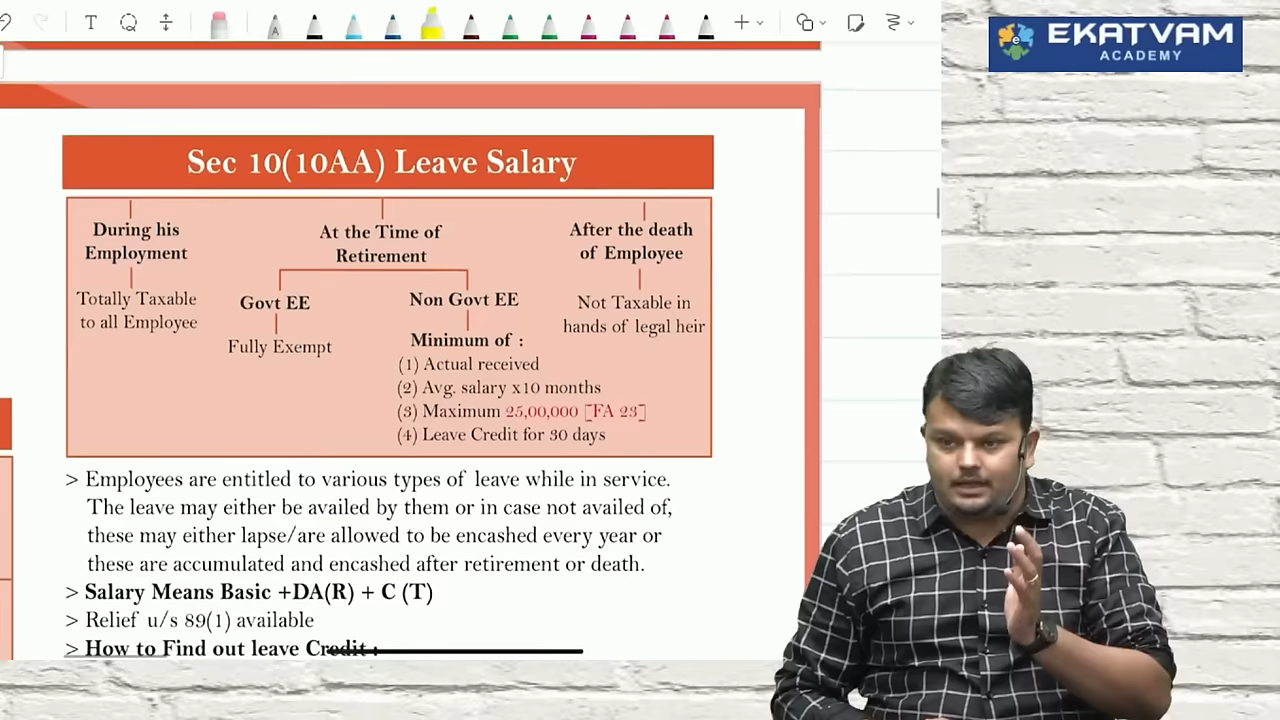 EKATVAM
ACADEMY
Sec 10(10AA) Leave Salary
During his
Employment
Totally Taxable
to all Employee
At the Time of
Retirement
Govt EE
Fully Exempt
Non Govt EE
Minimum of :
(1) Actual received
(2) Avg. salary x10 months
(3) Maximum 25,00,000 [FA 23]
(4) Leave Credit for 30 days
After the death
of Employee
Not Taxable in
hands of legal heir
> Employees are entitled to various types of leave while in service.
The leave may either be availed by them or in case not availed of,
these may either lapse/are allowed to be encashed every year or
these are accumulated and encashed after retirement or death.
> Salary Means Basic +DA(R) + C (T)
> Relief u/s 89(1) available
> How to Find out leave Credit :